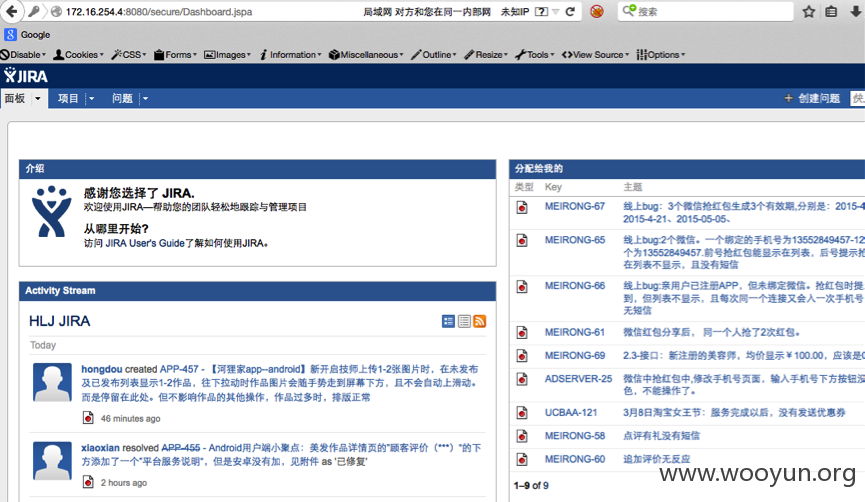 172.16.254.4:8080/secure/Dashboard.jspa 局域网 对方和您在同一内部网 未知IP 搜索
Google
Disable Cookies CSS Forms Images Information Miscellaneous Outline Resize Tools View Source Options
JIRA
面板 项目 问题 创建问题
介绍
感谢您选择了 JIRA.
欢迎使用JIRA—帮助您的团队轻松地跟踪与管理项目
从哪里开始?
访问 JIRA User's Guide了解如何使用JIRA。
Activity Stream
HLJ JIRA
Today
hongdou created APP-457 - 【河狸家app--android】新开启技师上传1-2张图片时，在未发布
及已发布列表显示1-2作品，往下拉动时作品图片会随手势走到屏幕下方，且不会自动上滑动。
而是停留在此处。但不影响作品的其他操作，作品过多时，排版正常
46 minutes ago
xiaoxian resolved APP-455 - Android用户端小聚点：美发作品详情页的"顾客评价（***）"的下
方添加了一个"平台服务说明"，但是安卓没有加，见附件 as '已修复'
2 hours ago
分配给我的
类型 Key 主题
MEIRONG-67 线上bug：3个微信抢红包生成3个有效期,分别是：2015-4
2015-4-21、2015-05-05、
MEIRONG-65 线上bug:2个微信。一个绑定的手机号为13552849457-12
个为13552849457.前号抢红包能显示在列表，后号提示抢
在列表不显示，且没有短信
MEIRONG-66 线上bug:亲用户已注册APP，但未绑定微信。抢红包时提
到，但列表不显示，且每次同一个连接又会入一次手机号
无短信
MEIRONG-61 微信红包分享后， 同一个人抢了2次红包。
MEIRONG-69 2.3-接口：新注册的美容师，均价显示￥100.00，应该是
ADSERVER-25 微信中抢红包中,修改手机号页面，输入手机号下方按钮没
色，不能操作了。
UCBAA-121 3月8日淘宝女王节：服务完成以后，没有发送优惠券
MEIRONG-58 点评有礼没有短信
MEIRONG-60 追加评价无反应
1–9 of 9
www.wooyun.org